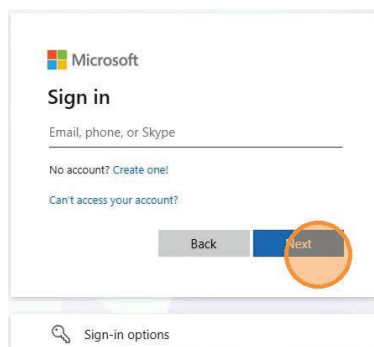 Microsoft
Sign in
Email, phone, or Skype
No account? Create one!
Can't access your account?
Back Next
Sign-in options